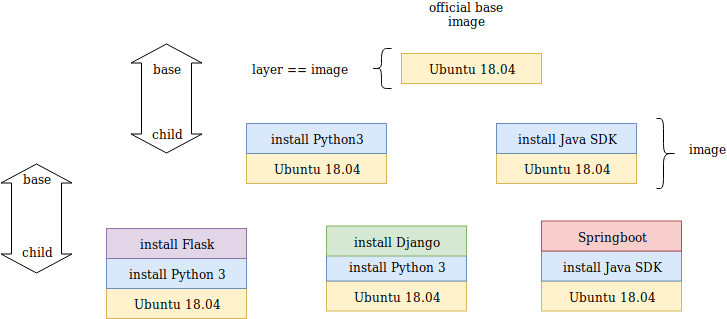 official base
image
base
layer == image
Ubuntu 18.04
child
install Python3
install Java SDK
image
Ubuntu 18.04
Ubuntu 18.04
base
child
install Flask
install Django
Springboot
install Python 3
install Python 3
install Java SDK
Ubuntu 18.04
Ubuntu 18.04
Ubuntu 18.04